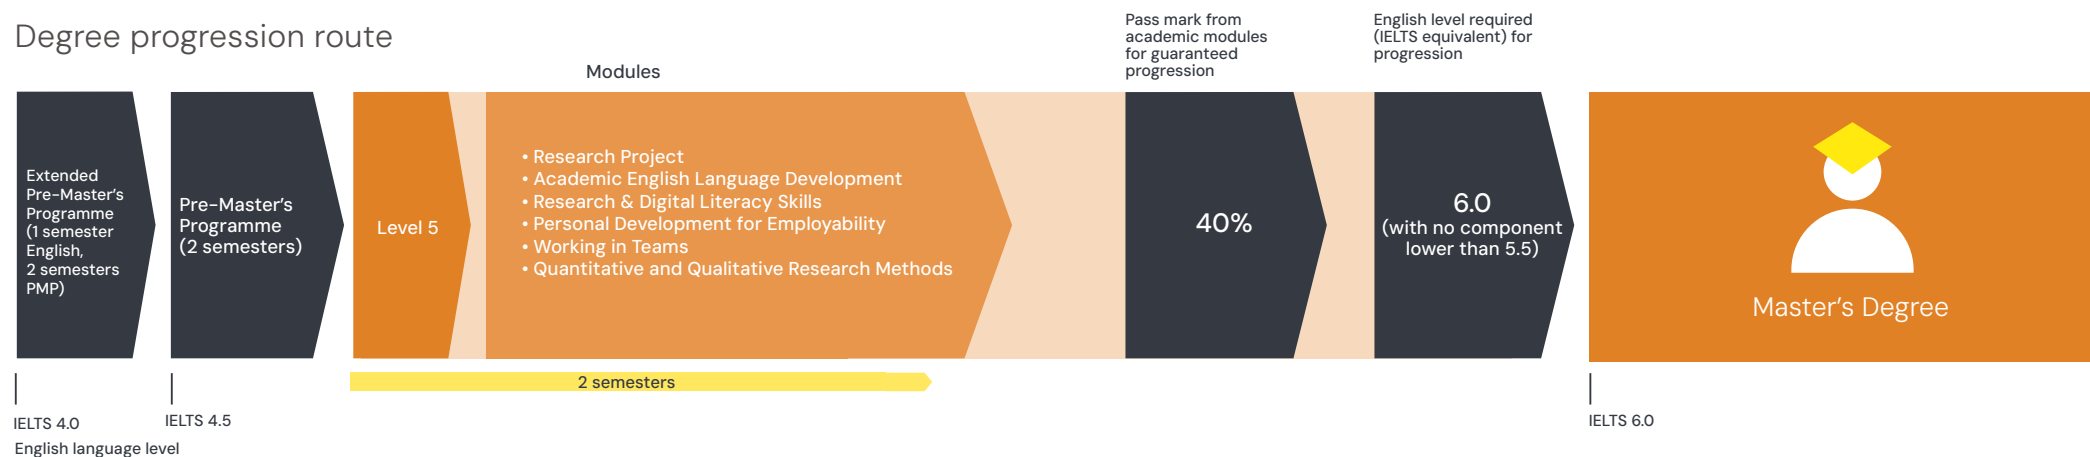 Degree progression route
Modules
Pass mark from
academic modules
for guaranteed
progression
English level required
(IELTS equivalent) for
progression
Extended
Pre-Master's
Programme
(1 semester
English,
2 semesters
PMP)
Pre-Master's
Programme
(2 semesters)
Level 5
• Research Project
• Academic English Language Development
• Research & Digital Literacy Skills
• Personal Development for Employability
• Working in Teams
• Quantitative and Qualitative Research Methods
40%
6.0
(with no component
lower than 5.5)
Master's Degree
2 semesters
IELTS 4.0
IELTS 4.5
IELTS 6.0
English language level